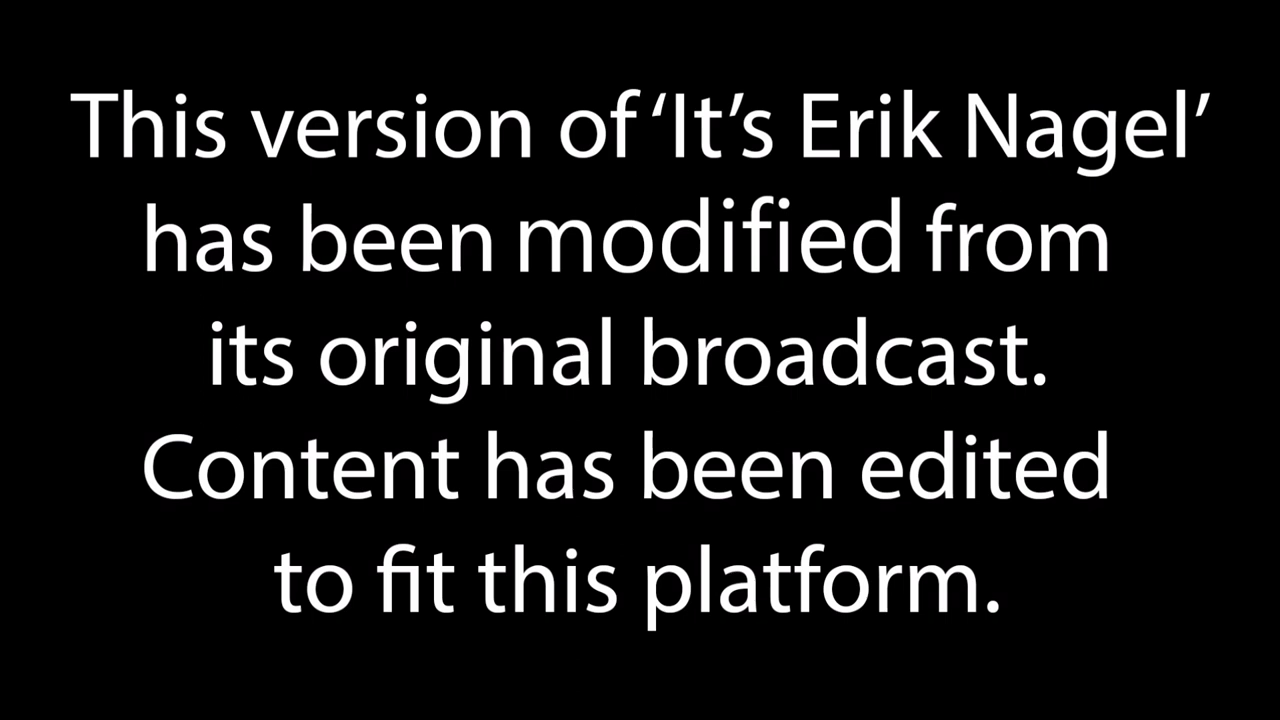 This version of ‘It’s Erik Nagel’
has been modified from
its original broadcast.
Content has been edited
to fit this platform.